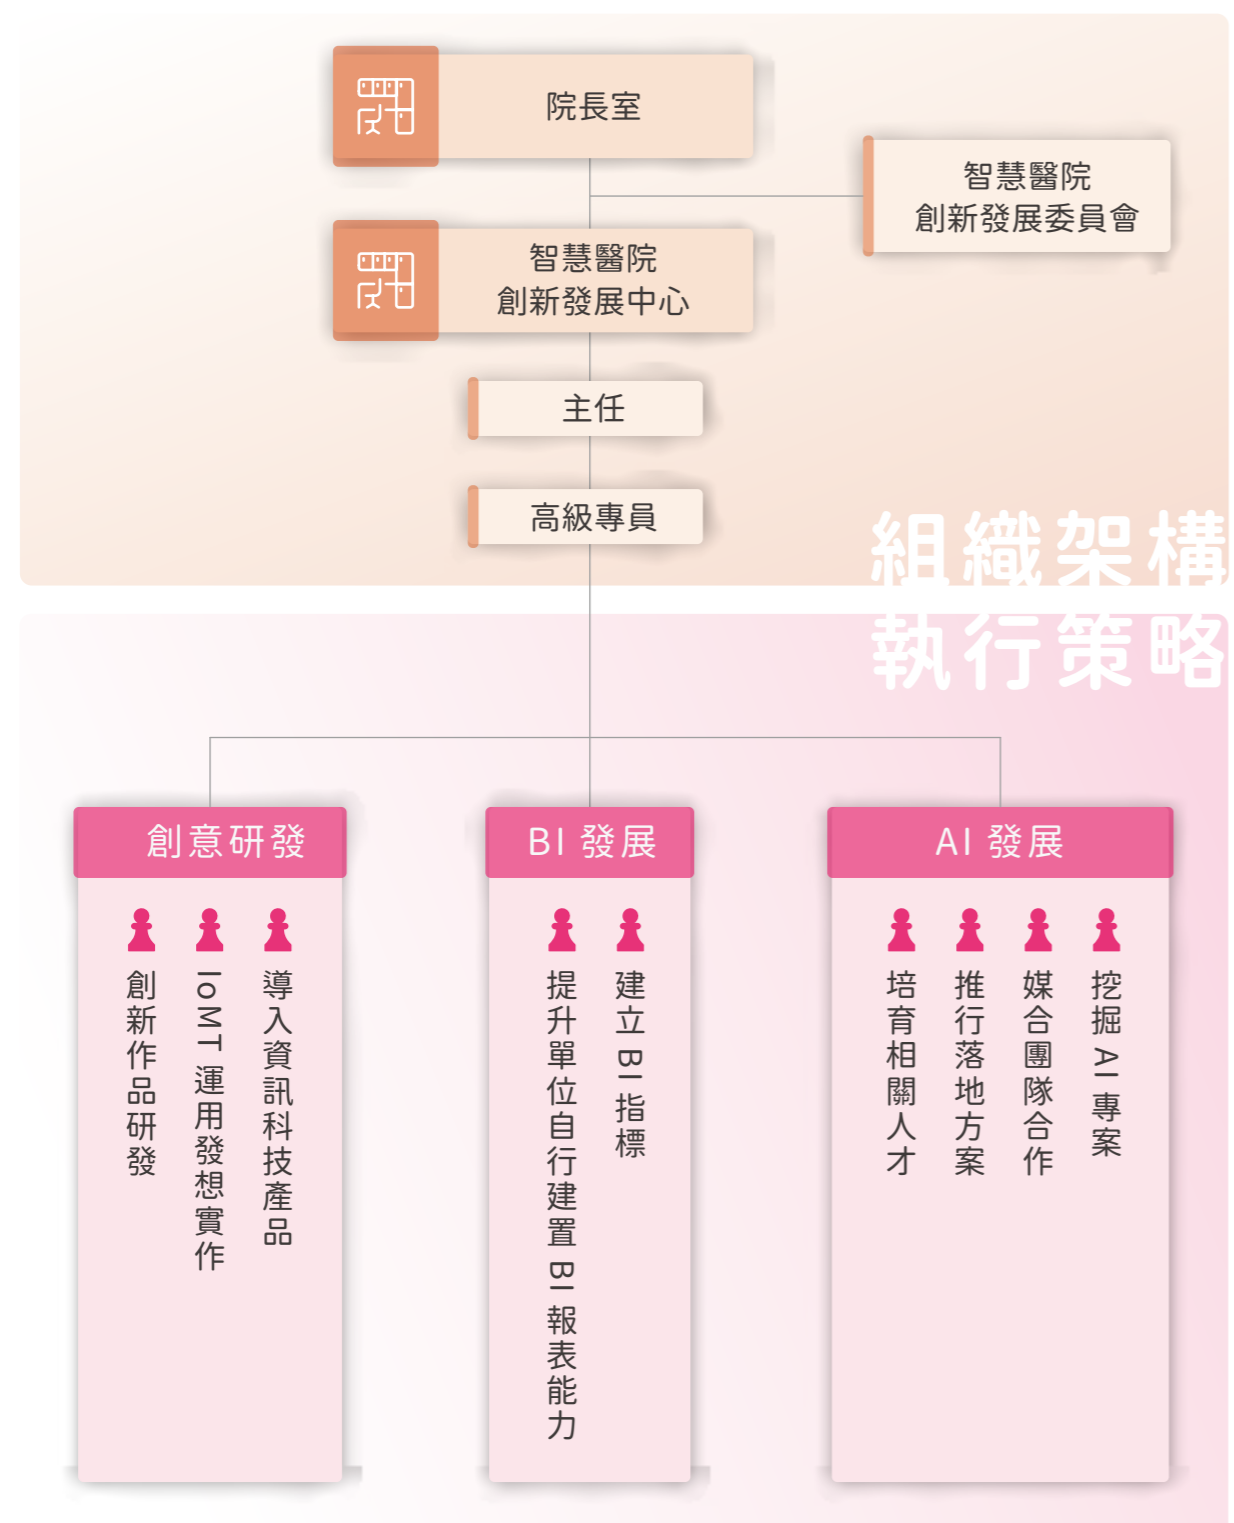 院長室
智慧醫院
創新發展委員會
智慧醫院
創新發展中心
主任
高級專員
組織架構
執行策略
創意研發
導入資訊科技產品
IoMT 運用發想實作
創新作品研發
BI 發展
建立 BI 指標
提升單位自行建置 BI 報表能力
AI 發展
挖掘 AI 專案
媒合團隊合作
推行落地方案
培育相關人才